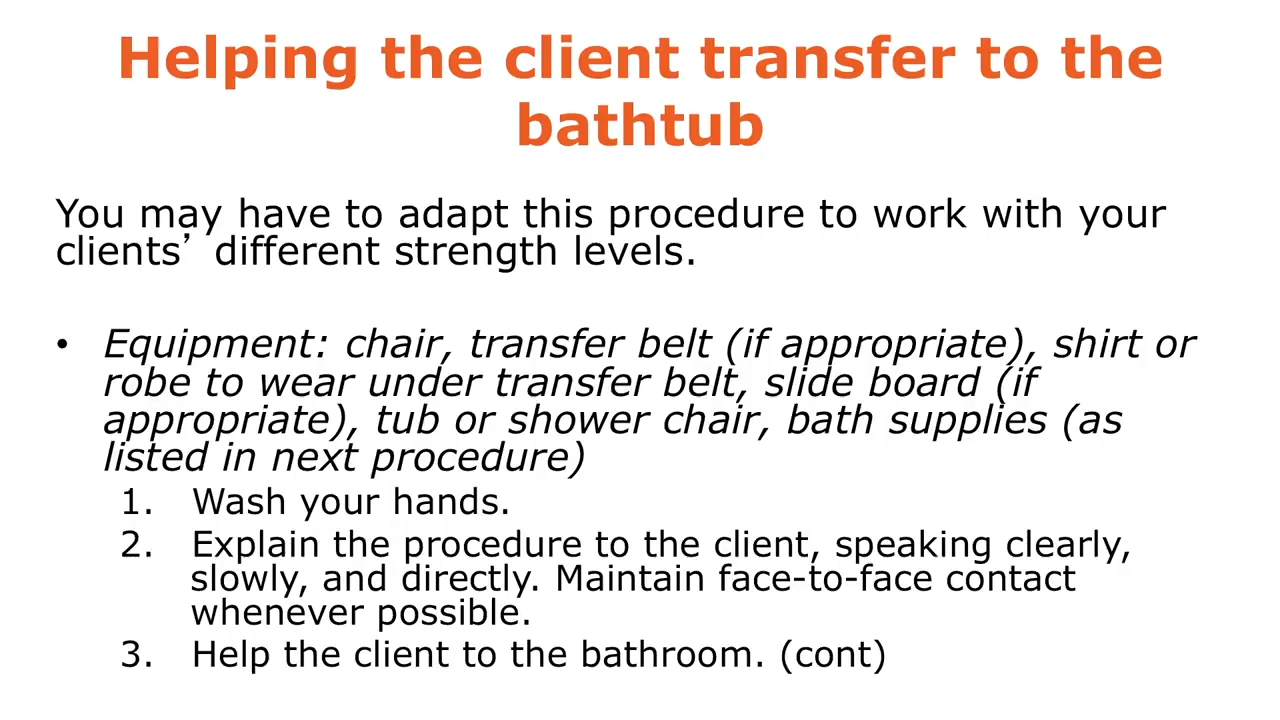 Helping the client transfer to the
bathtub
You may have to adapt this procedure to work with your
clients’ different strength levels.
• Equipment: chair, transfer belt (if appropriate), shirt or
robe to wear under transfer belt, slide board (if
appropriate), tub or shower chair, bath supplies (as
listed in next procedure)
1. Wash your hands.
2. Explain the procedure to the client, speaking clearly,
slowly, and directly. Maintain face-to-face contact
whenever possible.
3. Help the client to the bathroom. (cont)